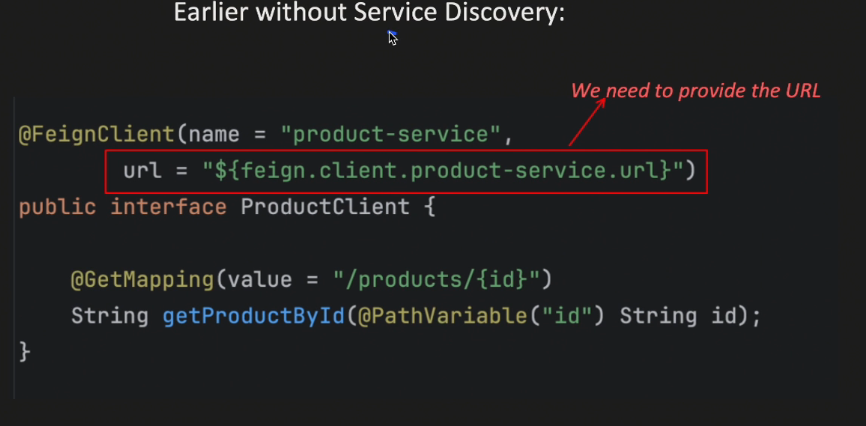 Earlier without Service Discovery:
We need to provide the URL
@FeignClient(name = "product-service",
url = "${feign.client.product-service.url}")
public interface ProductClient {
@GetMapping(value = "/products/{id}")
String getProductById(@PathVariable("id") String id);
}